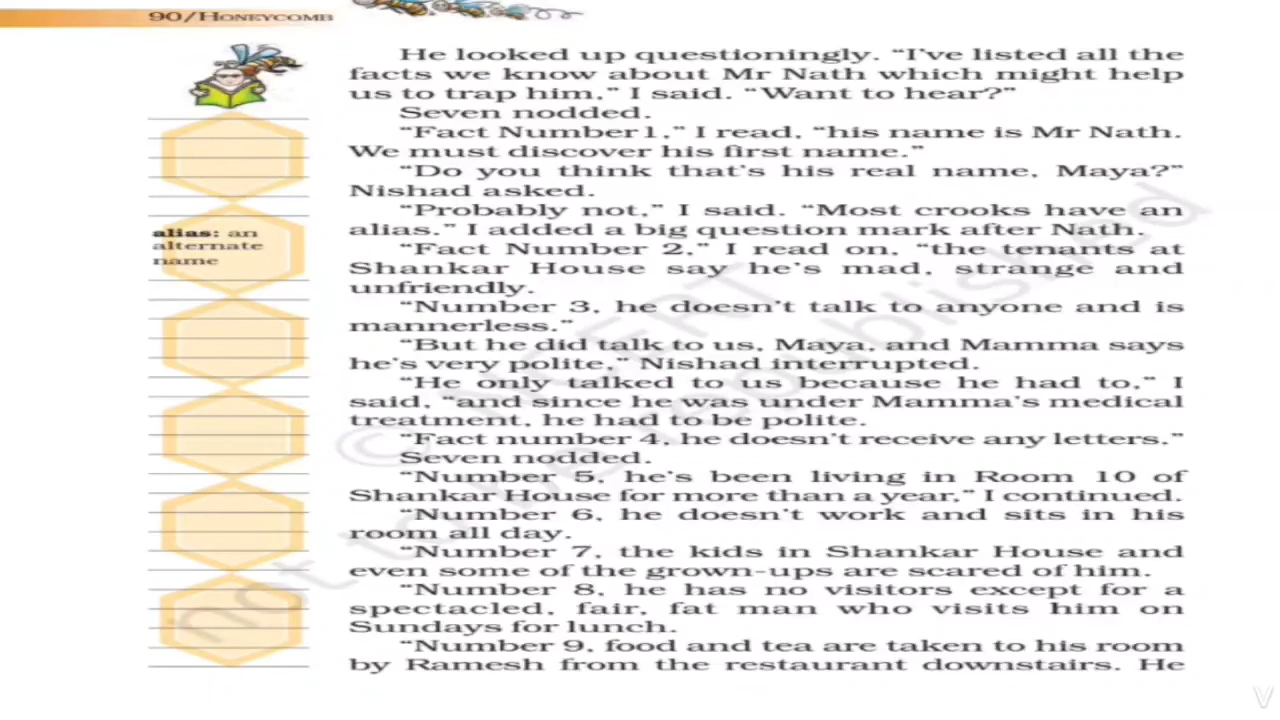 90/HONEYCOMB
He looked up questioningly. “I’ve listed all the
facts we know about Mr Nath which might help
us to trap him,” I said. “Want to hear?”
Seven nodded.
“Fact Number1,” I read, “his name is Mr Nath.
We must discover his first name.”
“Do you think that’s his real name, Maya?”
Nishad asked.
“Probably not,” I said. “Most crooks have an
alias.” I added a big question mark after Nath.
alias: an
alternate
name
“Fact Number 2,” I read on, “the tenants at
Shankar House say he’s mad, strange and
unfriendly.
“Number 3, he doesn’t talk to anyone and is
mannerless.”
“But he did talk to us, Maya, and Mamma says
he’s very polite,” Nishad interrupted.
“He only talked to us because he had to,” I
said, “and since he was under Mamma’s medical
treatment, he had to be polite.
“Fact number 4, he doesn’t receive any letters.”
Seven nodded.
“Number 5, he’s been living in Room 10 of
Shankar House for more than a year,” I continued.
“Number 6, he doesn’t work and sits in his
room all day.
“Number 7, the kids in Shankar House and
even some of the grown-ups are scared of him.
“Number 8, he has no visitors except for a
spectacled, fair, fat man who visits him on
Sundays for lunch.
“Number 9, food and tea are taken to his room
by Ramesh from the restaurant downstairs. He
© NCERT
not to be republished
V